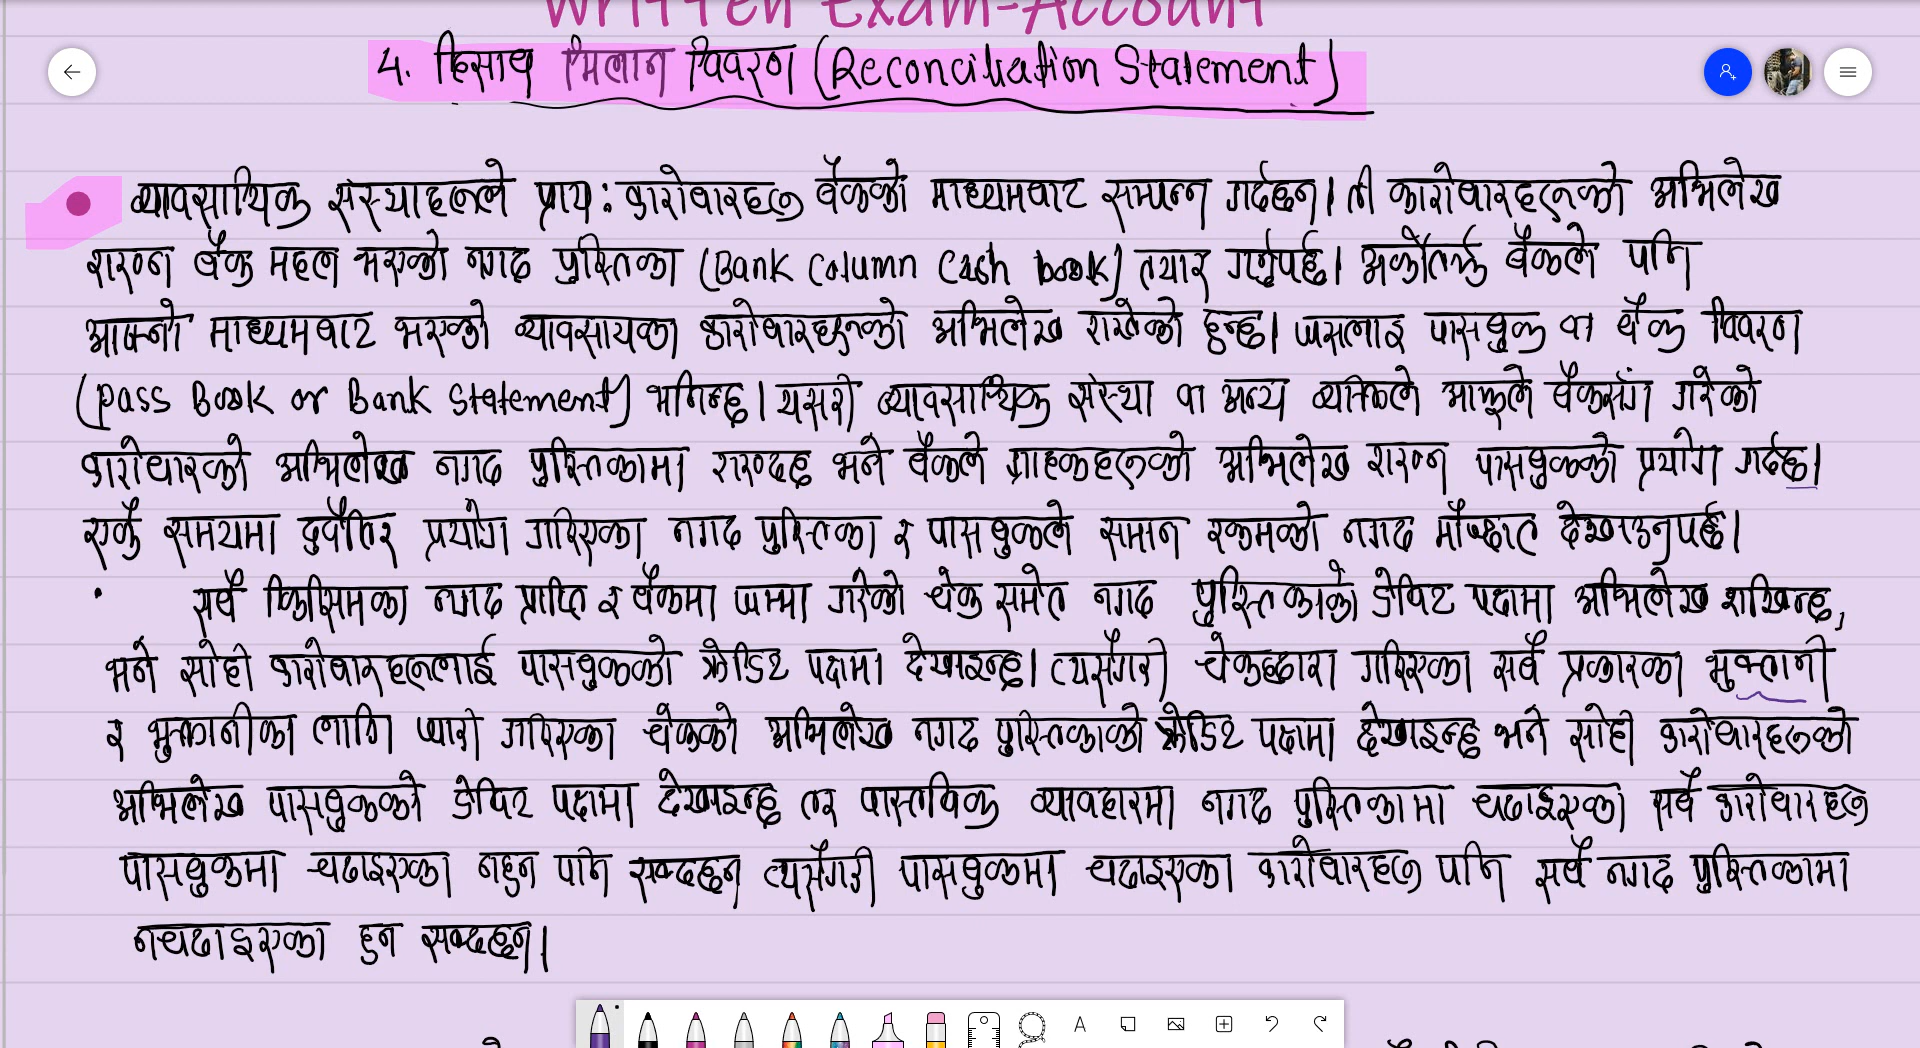 Written Exam-Account
4. हिसाब मिलान विवरण (Reconciliation Statement)
व्यावसायिक संस्थाहरूले प्राय: कारोबारहरू बैंकको माध्यमबाट सम्पन्न गर्दछन्। ती कारोबारहरूको अभिलेख
राख्न बैंक महल भएको नगद पुस्तिका (Bank Column Cash book) तयार गर्नुपर्छ। अर्कोतर्फ बैंकले पनि
आफ्नो माध्यमबाट भएको व्यावसायका कारोबारहरूको अभिलेख राखेको हुन्छ। जसलाइ पासबुक वा बैंक विवरण
(Pass Book or Bank Statement) भनिन्छ। यसरी व्यावसायिक संस्था वा अन्य व्यक्तिले आफूले बैंकसँग गरेको
कारोबारको अभिलेख नगद पुस्तिकामा राख्दछ भने बैंकले ग्राहकहरूको अभिलेख राख्न पासबुकको प्रयोग गर्दछ।
एकै समयमा दुवैतिर प्रयोग गरिएका नगद पुस्तिका र पासबुकले समान रकमको नगद मौज्दात देखाउनुपर्छ।
सबै किसिमका नगद प्राप्ति र बैंकमा जम्मा गरेको चेक समेत नगद पुस्तिकाको डेबिट पक्षमा अभिलेख राखिन्छ,
भने सोही कारोबारहरूलाई पासबुकको क्रेडिट पक्षमा देखाइन्छ। त्यसैगरी चेकद्वारा गरिएका सबै प्रकारका भुक्तानी
र भुक्तानीका लागि जारी गरिएका चेकको अभिलेख नगद पुस्तिकाको क्रेडिट पक्षमा देखाइन्छ भने सोही कारोबारहरूको
अभिलेख पासबुकको डेबिट पक्षमा देखाइन्छ तर वास्तविक व्यावहारमा नगद पुस्तिकामा चढाइएका सबै कारोबारहरू
पासबुकमा चढाइएका नहुन पनि सक्दछन् त्यसैगरी पासबुकमा चढाइएका कारोबारहरू पनि सबै नगद पुस्तिकामा
नचढाइएका हुन सक्दछन्।